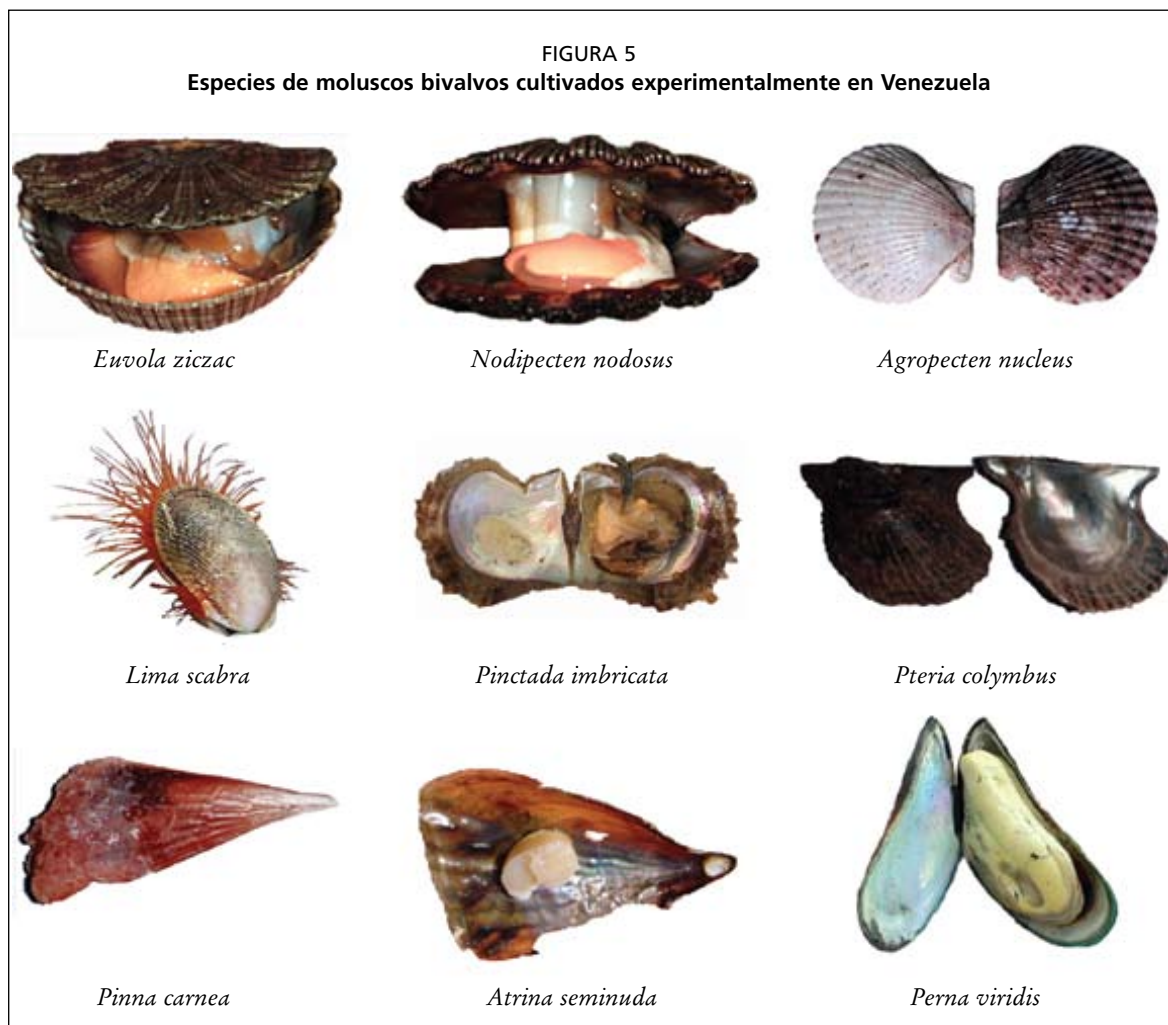 FIGURA 5
Especies de moluscos bivalvos cultivados experimentalmente en Venezuela
Euvola ziczac
Nodipecten nodosus
Agropecten nucleus
Lima scabra
Pinctada imbricata
Pteria colymbus
Pinna carnea
Atrina seminuda
Perna viridis